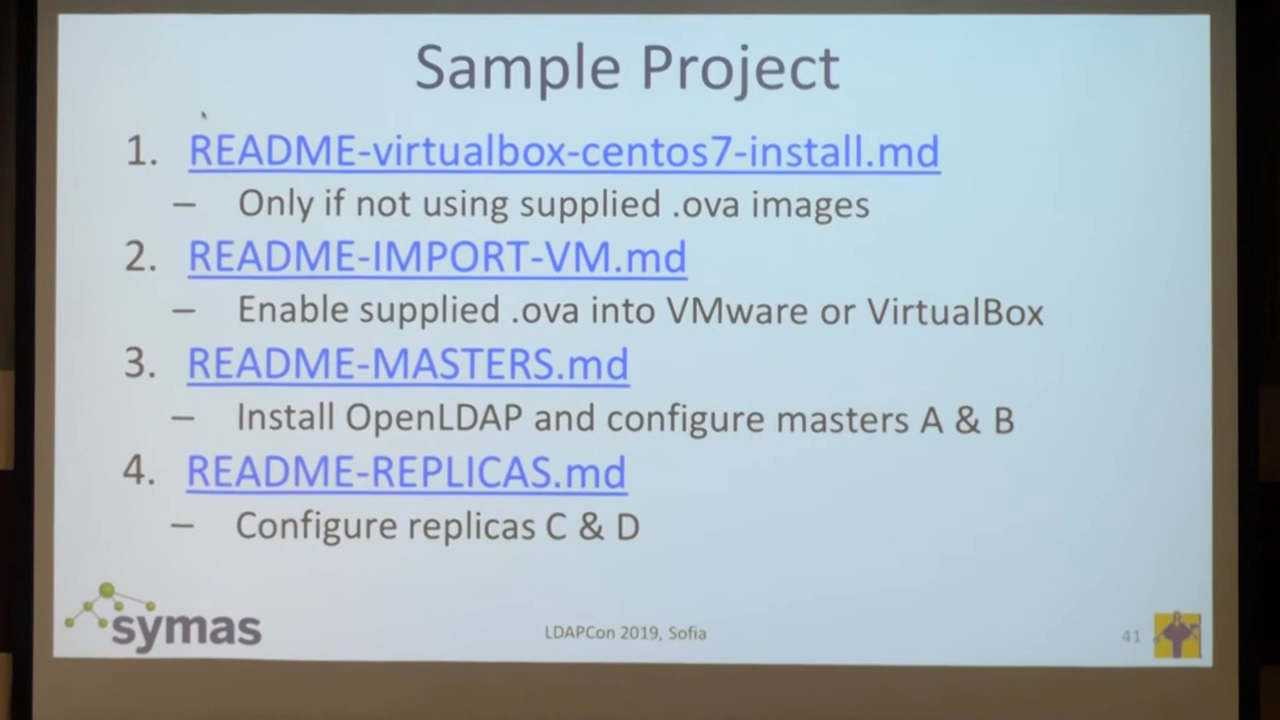 Sample Project
1. README-virtualbox-centos7-install.md
– Only if not using supplied .ova images
2. README-IMPORT-VM.md
– Enable supplied .ova into VMware or VirtualBox
3. README-MASTERS.md
– Install OpenLDAP and configure masters A & B
4. README-REPLICAS.md
– Configure replicas C & D
symas
LDAPCon 2019, Sofia
41